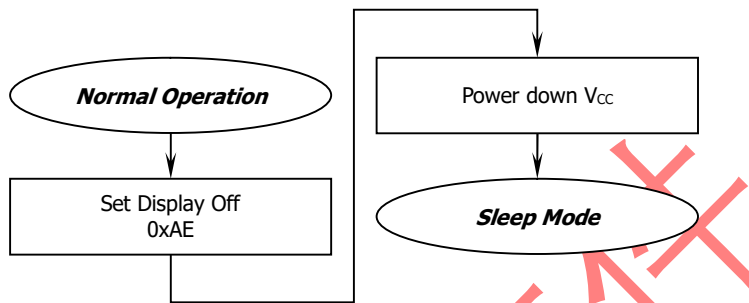 Normal Operation
Set Display Off
0xAE
Power down VCC
Sleep Mode